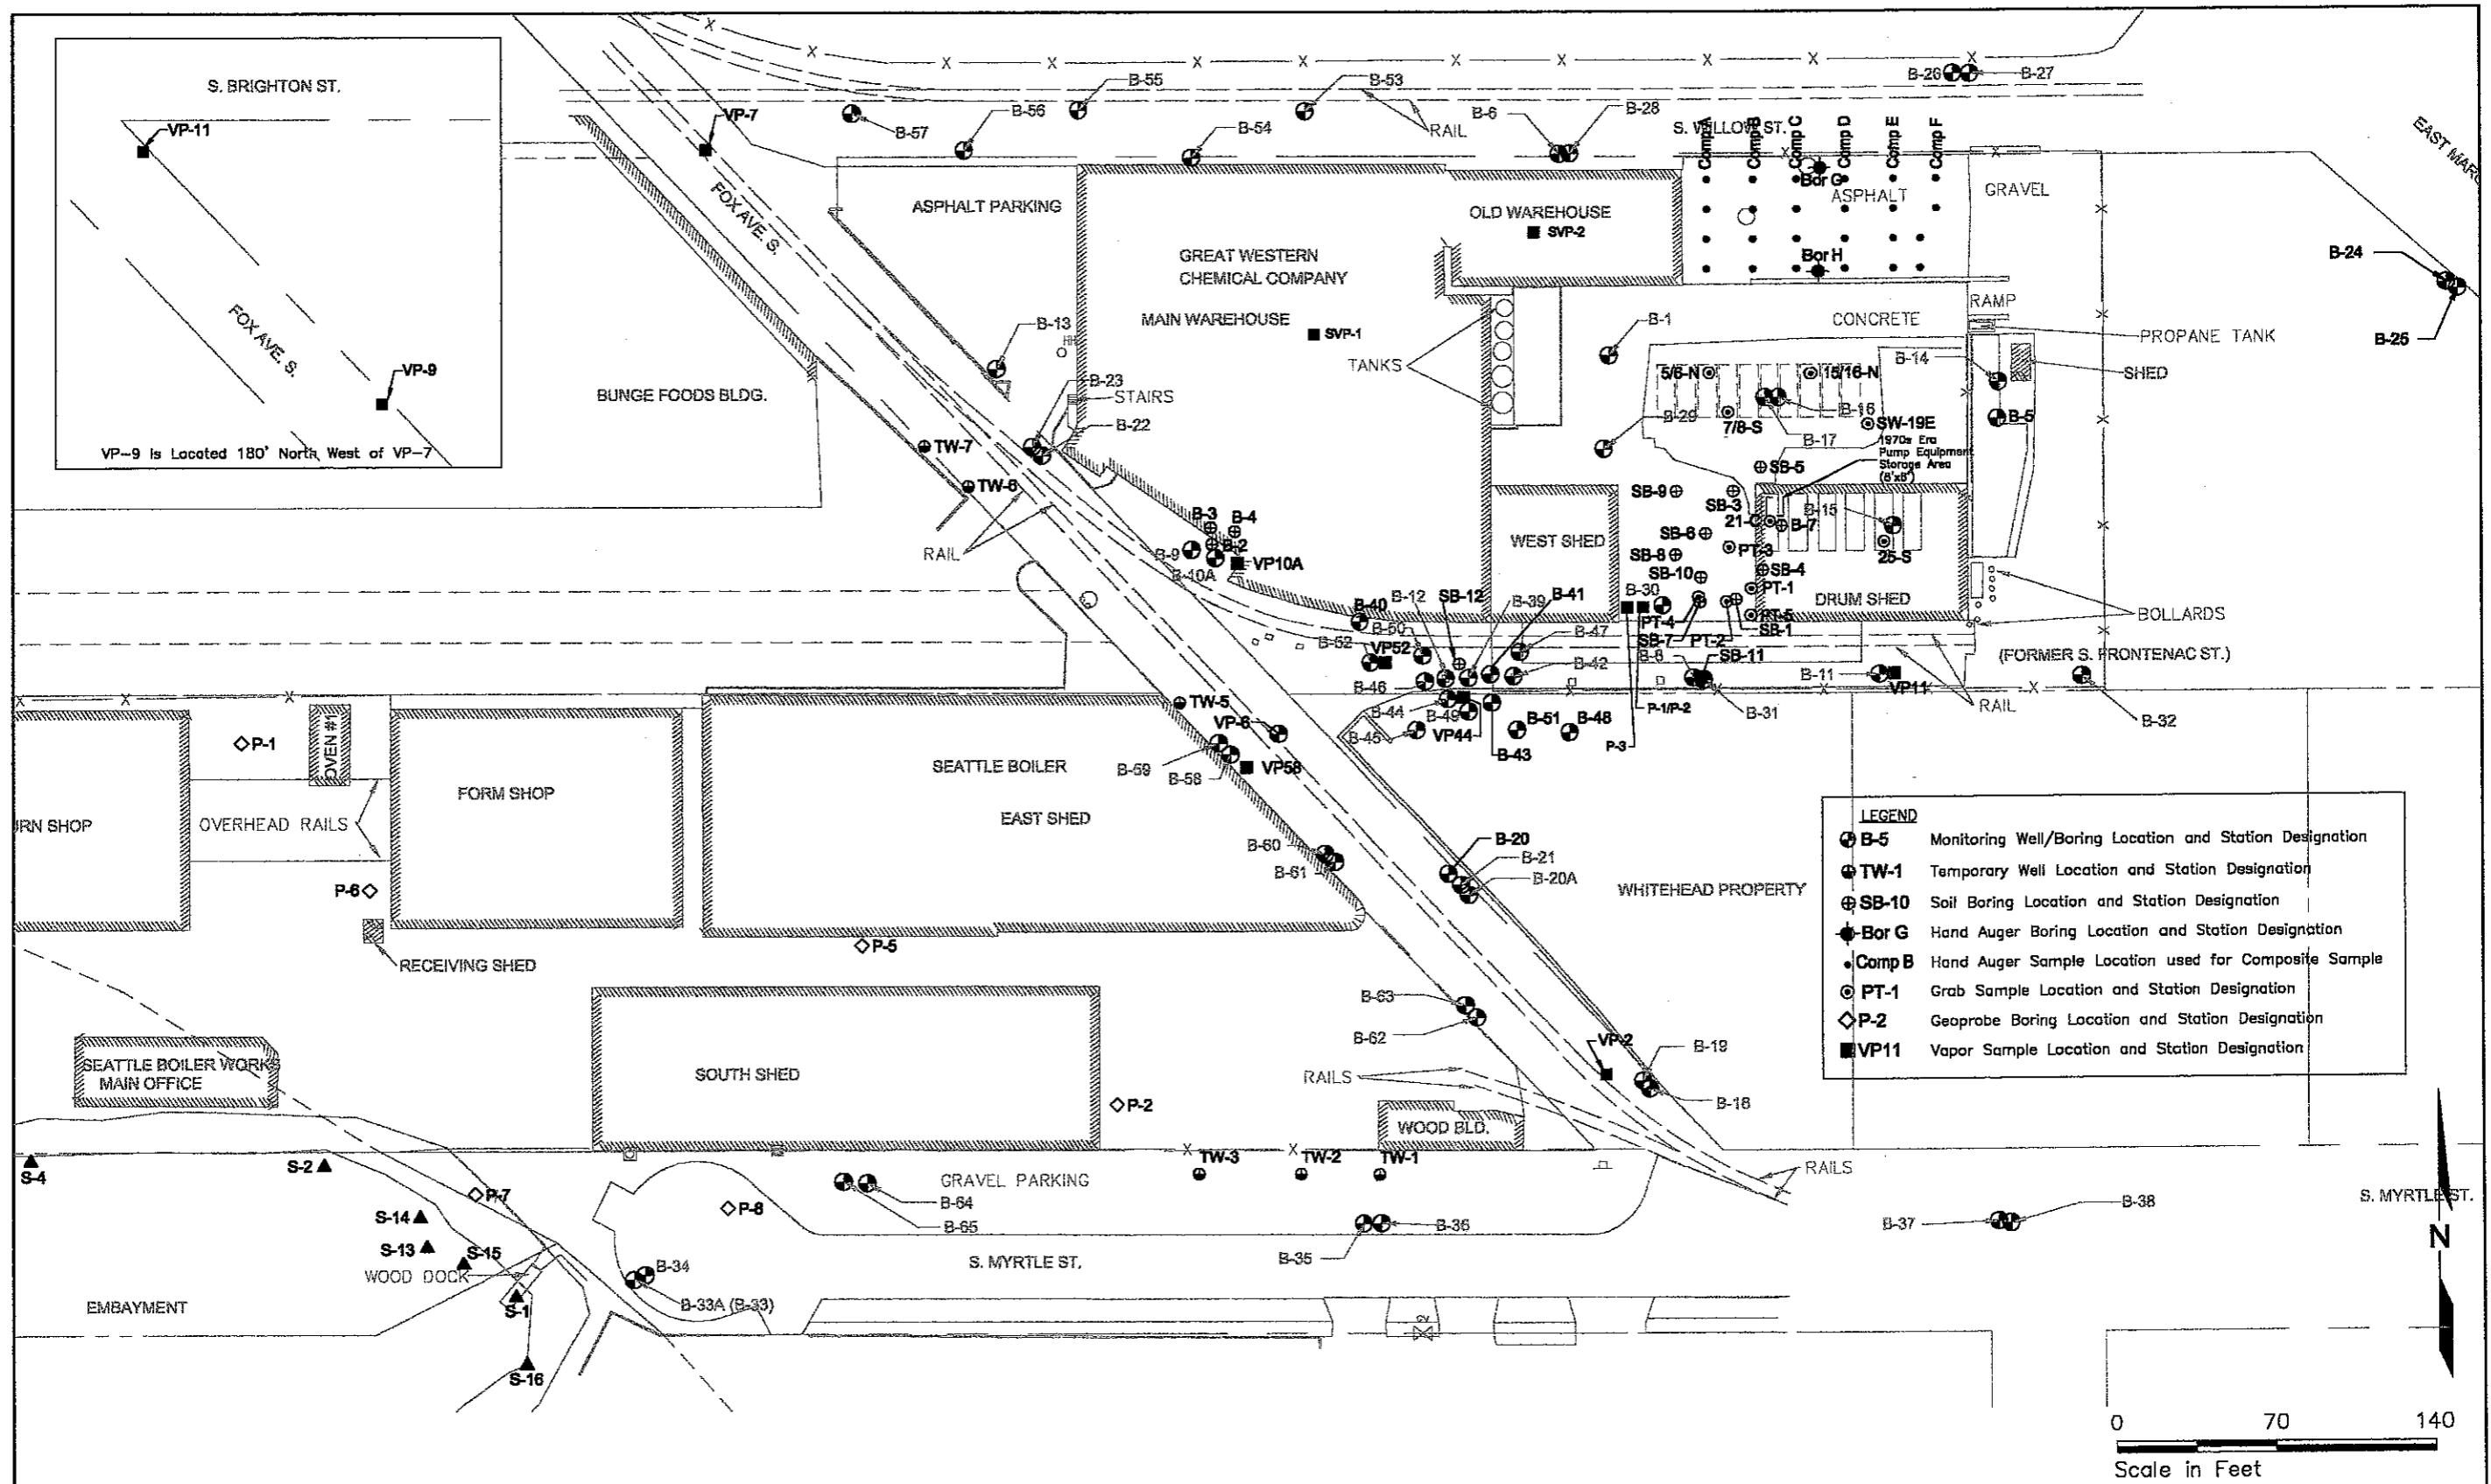 S. BRIGHTON ST.
VP-11
FOX AVE. S.
VP-9
VP-9 Is Located 180' North West of VP-7
VP-7
FOX AVE. S.
B-57
B-56
B-55
B-54
B-53
RAIL
B-6
B-28
B-26
B-27
S. WILLOW ST.
Comp A
Comp B
Comp C
Comp D
Comp E
Comp F
Bor G
ASPHALT
GRAVEL
Bor H
B-24
B-25
ASPHALT PARKING
GREAT WESTERN
CHEMICAL COMPANY
MAIN WAREHOUSE
SVP-1
OLD WAREHOUSE
SVP-2
TANKS
B-1
CONCRETE
RAMP
PROPANE TANK
SHED
B-14
B-5
B-13
HH
B-23
STAIRS
B-22
BUNGE FOODS BLDG.
TW-7
TW-6
RAIL
5/6-N
15/16-N
B-29
7/8-S
B-16
B-17
SW-19E
1970s Era
Pump Equipment
Storage Area
(8'x8')
SB-5
SB-9
SB-3
21-C
B-7
B-15
25-S
SB-6
SB-8
PT-3
SB-10
SB-4
PT-1
PT-5
SB-1
PT-4
SB-7
PT-2
DRUM SHED
WEST SHED
BOLLARDS
B-3
B-4
B-2
B-9
B-10A
VP10A
B-40
B-12
SB-12
B-39
B-41
B-30
B-50
B-52
VP52
B-47
B-42
B-8
SB-11
B-46
B-44
B-49
B-45
VP44
B-43
B-51
B-48
P-3
P-1/P-2
B-31
B-11
VP11
(FORMER S. FRONTENAC ST.)
RAIL
B-32
TW-5
VP-6
B-59
B-58
VP58
P-1
OVEN #1
FORM SHOP
OVERHEAD RAILS
P-6
RECEIVING SHED
SEATTLE BOILER
EAST SHED
P-5
B-60
B-61
B-20
B-21
B-20A
WHITEHEAD PROPERTY
LEGEND
B-5 Monitoring Well/Boring Location and Station Designation
TW-1 Temporary Well Location and Station Designation
SB-10 Soil Boring Location and Station Designation
Bor G Hand Auger Boring Location and Station Designation
Comp B Hand Auger Sample Location used for Composite Sample
PT-1 Grab Sample Location and Station Designation
P-2 Geoprobe Boring Location and Station Designation
VP11 Vapor Sample Location and Station Designation
SEATTLE BOILER WORKS
MAIN OFFICE
SOUTH SHED
P-2
B-63
B-62
VP-2
B-19
B-18
RAILS
WOOD BLD.
RAILS
TW-3
TW-2
TW-1
S-4
S-2
P-7
S-14
S-13
S-15
WOOD DOCK
S-1
S-16
EMBAYMENT
P-8
B-64
B-65
GRAVEL PARKING
B-34
B-33A (B-33)
S. MYRTLE ST.
B-35
B-36
B-37
B-38
S. MYRTLE ST.
N
0 70 140
Scale in Feet